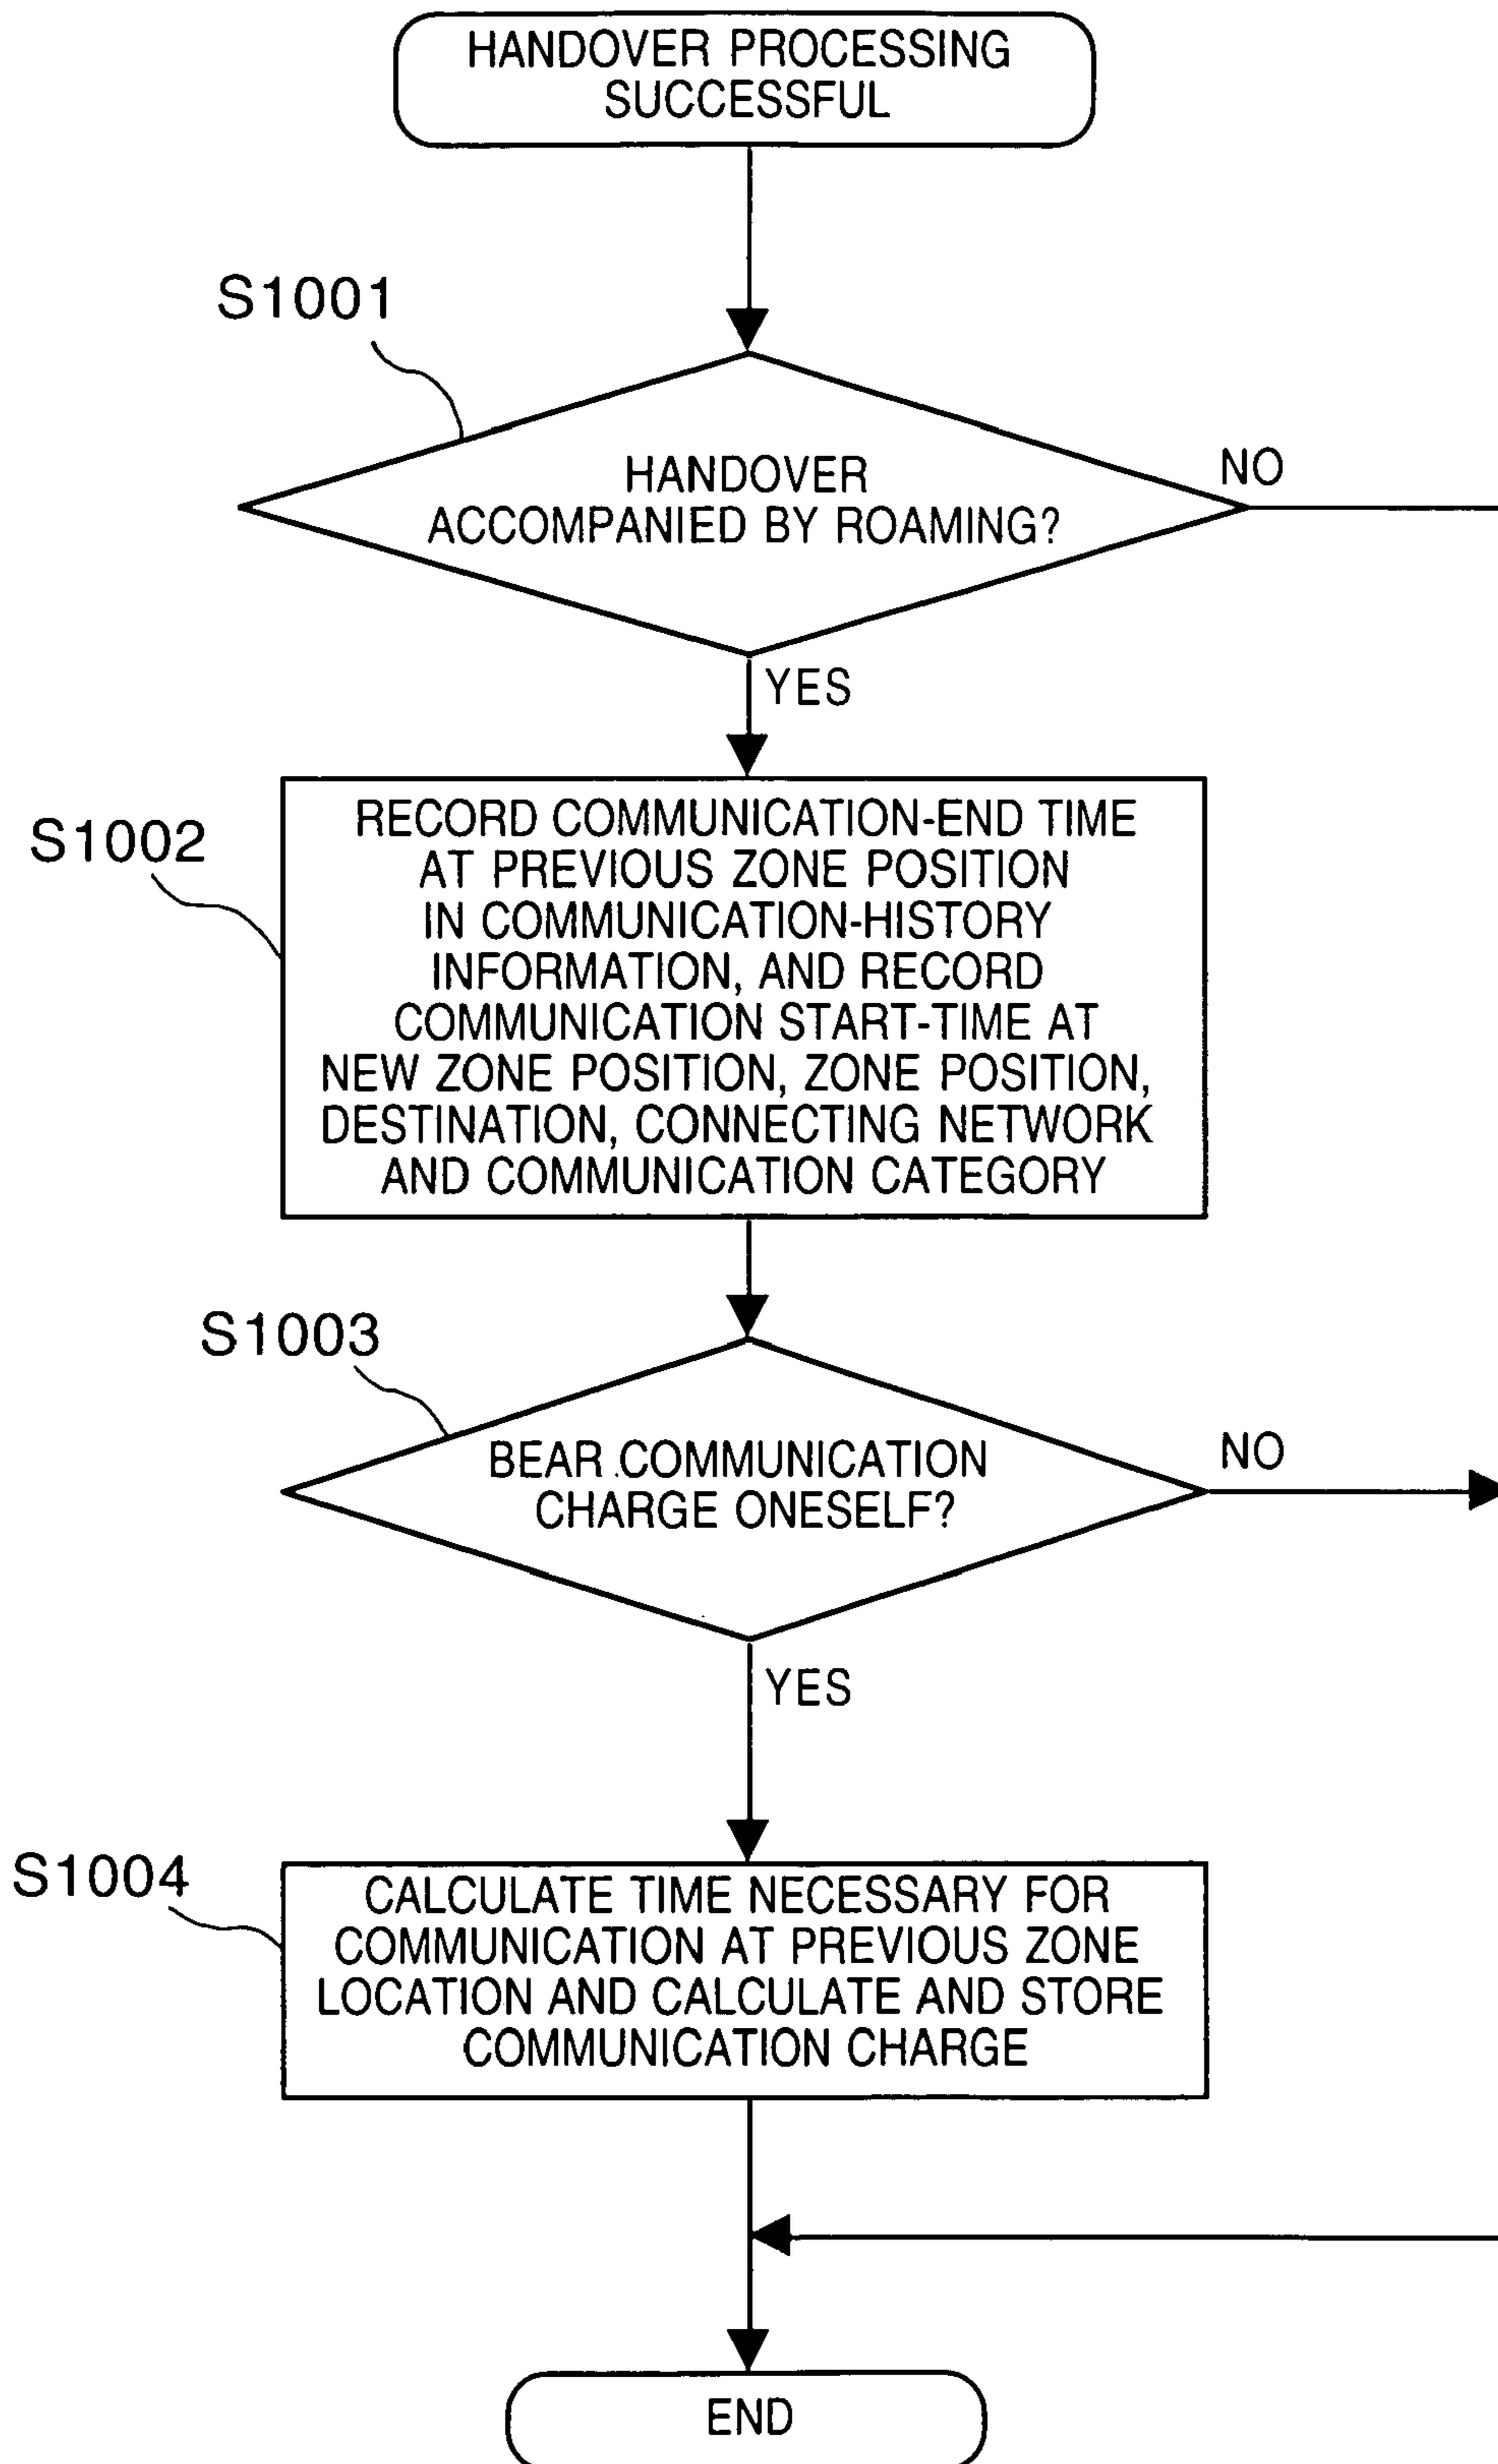 HANDOVER PROCESSING
SUCCESSFUL
S1001
HANDOVER
ACCOMPANIED BY ROAMING?
NO
YES
S1002
RECORD COMMUNICATION-END TIME
AT PREVIOUS ZONE POSITION
IN COMMUNICATION-HISTORY
INFORMATION, AND RECORD
COMMUNICATION START-TIME AT
NEW ZONE POSITION, ZONE POSITION,
DESTINATION, CONNECTING NETWORK
AND COMMUNICATION CATEGORY
S1003
BEAR COMMUNICATION
CHARGE ONESELF?
NO
YES
S1004
CALCULATE TIME NECESSARY FOR
COMMUNICATION AT PREVIOUS ZONE
LOCATION AND CALCULATE AND STORE
COMMUNICATION CHARGE
END